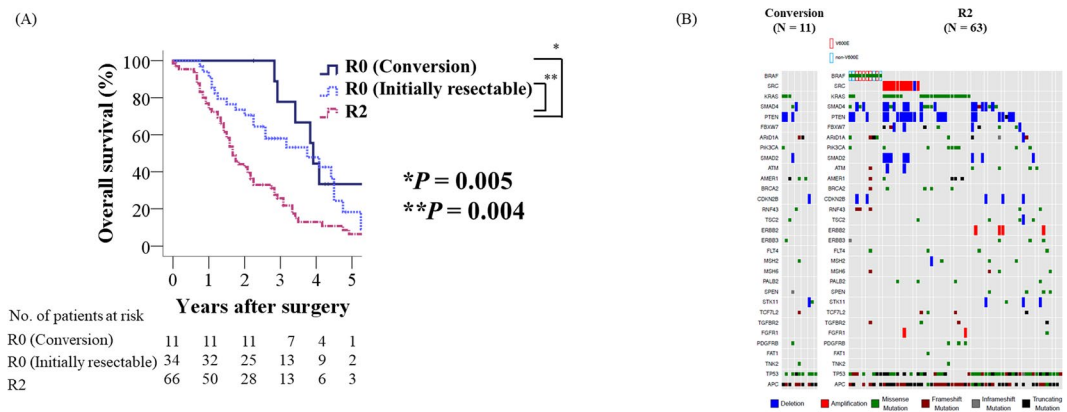 (A)
100
80
60
40
20
0
Overall survival (%)
R0 (Conversion)
R0 (Initially resectable)
R2
*
**
*P = 0.005
**P = 0.004
0 1 2 3 4 5
Years after surgery
No. of patients at risk
R0 (Conversion) 11 11 11 7 4 1
R0 (Initially resectable) 34 32 25 13 9 2
R2 66 50 28 13 6 3
(B)
Conversion
(N = 11)
R2
(N = 63)
V600E
non-V600E
BRAF BRAF
SRC SRC
KRAS KRAS
SMAD4 SMAD4
PTEN PTEN
FBXW7 FBXW7
ARID1A ARID1A
PIK3CA PIK3CA
SMAD2 SMAD2
ATM ATM
AMER1 AMER1
BRCA2 BRCA2
CDKN2B CDKN2B
RNF43 RNF43
TSC2 TSC2
ERBB2 ERBB2
ERBB3 ERBB3
FLT4 FLT4
MSH2 MSH2
MSH6 MSH6
PALB2 PALB2
SPEN SPEN
STK11 STK11
TCF7L2 TCF7L2
TGFBR2 TGFBR2
FGFR1 FGFR1
PDGFRB PDGFRB
FAT1 FAT1
TNK2 TNK2
TP53 TP53
APC APC
Deletion Amplification Missense Mutation Frameshift Mutation Inframeshift Mutation Truncating Mutation